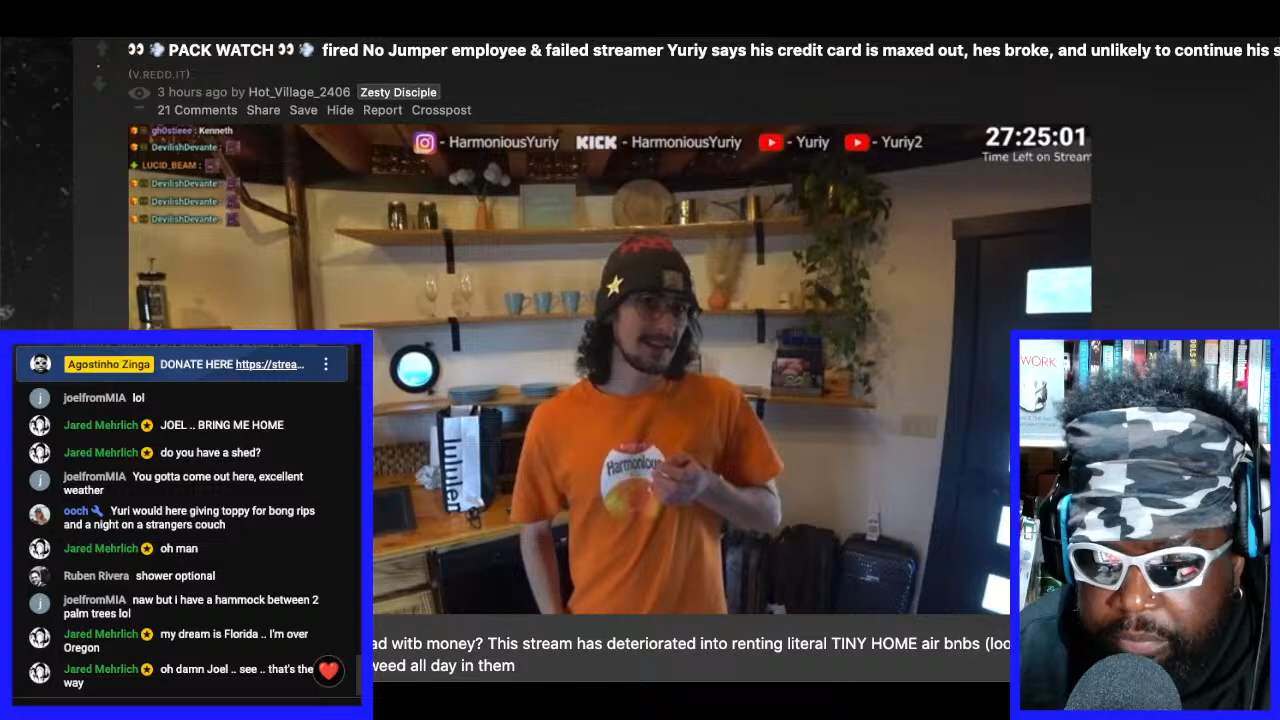 👀 💨 PACK WATCH 👀 💨 fired No Jumper employee & failed streamer Yuriy says his credit card is maxed out, hes broke, and unlikely to continue his s
(V.REDD.IT)
3 hours ago by Hot_Village_2406 Zesty Disciple
21 Comments Share Save Hide Report Crosspost
gh0stieee: Kenneth
DevilishDevante:
LUCID_BEAM:
DevilishDevante:
DevilishDevante:
DevilishDevante:
- HarmoniousYuriy KICK - HarmoniousYuriy - Yuriy - Yuriy2
27:25:01
Time Left on Stream
lululem
Harmonious
WORK
Agostinho Zinga DONATE HERE https://strea...
joelfromMIA lol
Jared Mehrlich JOEL .. BRING ME HOME
Jared Mehrlich do you have a shed?
joelfromMIA You gotta come out here, excellent
weather
ooch Yuri would here giving toppy for bong rips
and a night on a strangers couch
Jared Mehrlich oh man
Ruben Rivera shower optional
joelfromMIA naw but i have a hammock between 2
palm trees lol
Jared Mehrlich my dream is Florida .. I'm over
Oregon
Jared Mehrlich oh damn Joel .. see .. that's the
way
ad witb money? This stream has deteriorated into renting literal TINY HOME air bnbs (loo
weed all day in them